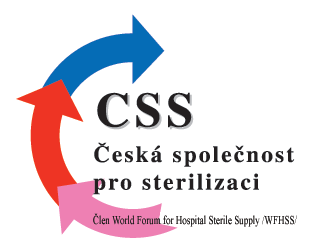 CSS
Česká společnost
pro sterilizaci
Člen World Forum for Hospital Sterile Supply /WFHSS/